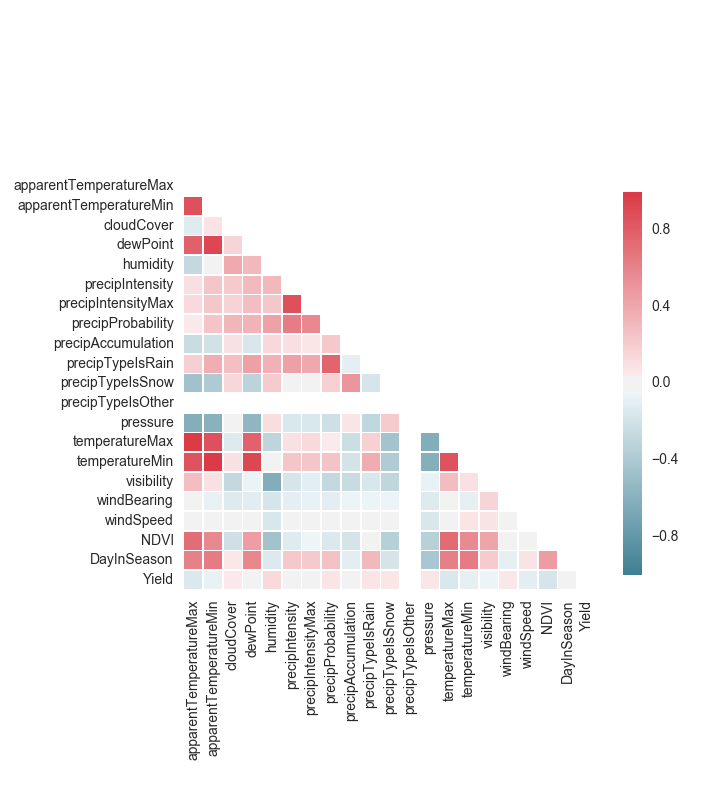 apparentTemperatureMax
apparentTemperatureMin
cloudCover
dewPoint
humidity
precipIntensity
precipIntensityMax
precipProbability
precipAccumulation
precipTypeIsRain
precipTypeIsSnow
precipTypeIsOther
pressure
temperatureMax
temperatureMin
visibility
windBearing
windSpeed
NDVI
DayInSeason
Yield
apparentTemperatureMax
apparentTemperatureMin
cloudCover
dewPoint
humidity
precipIntensity
precipIntensityMax
precipProbability
precipAccumulation
precipTypeIsRain
precipTypeIsSnow
precipTypeIsOther
pressure
temperatureMax
temperatureMin
visibility
windBearing
windSpeed
NDVI
DayInSeason
Yield
0.8
0.4
0.0
−0.4
−0.8